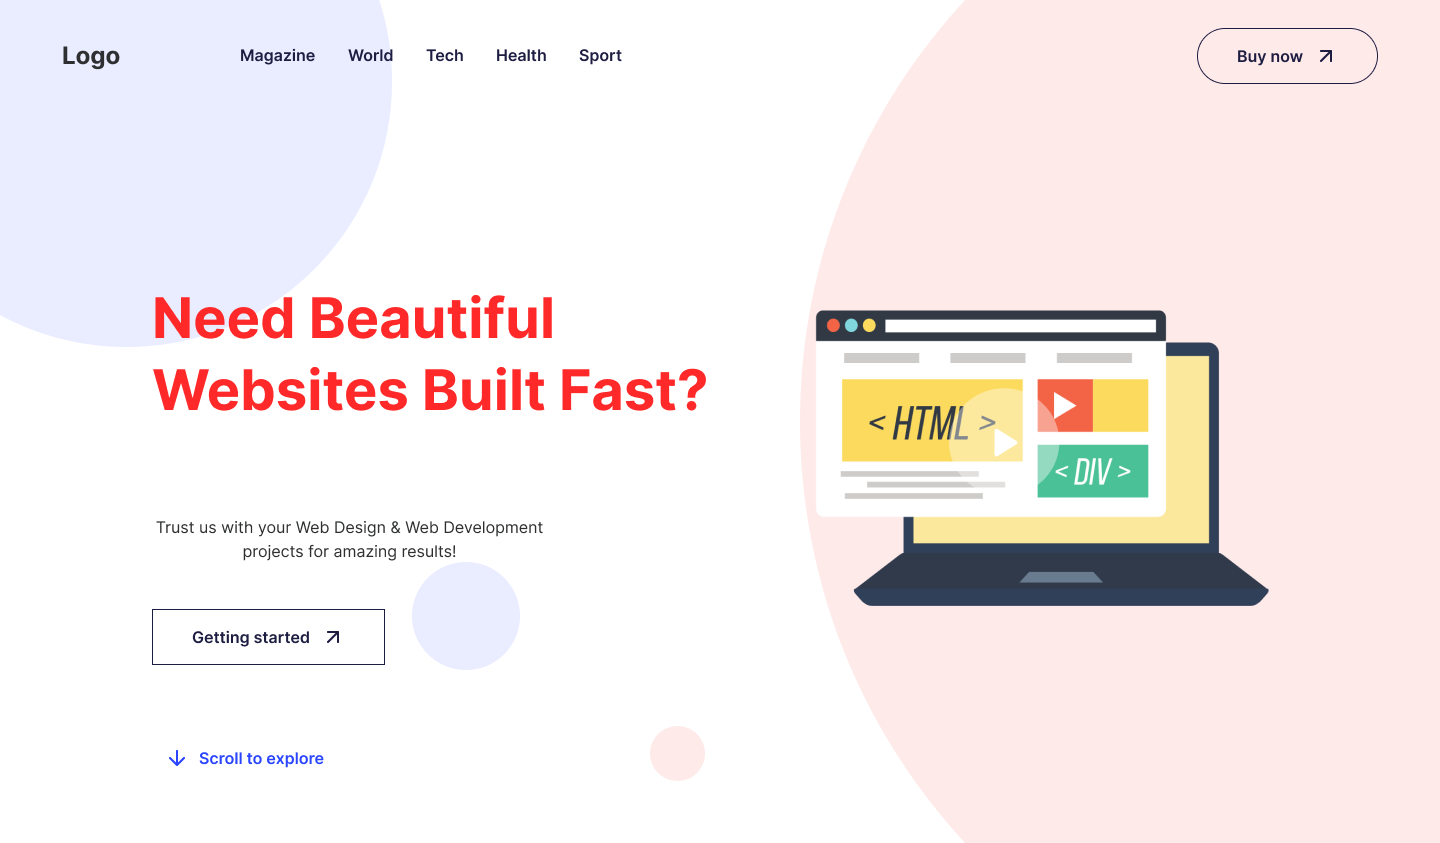 Logo
Magazine World Tech Health Sport
Buy now
Need Beautiful
Websites Built Fast?
< HTML >
< DIV >
Trust us with your Web Design & Web Development
projects for amazing results!
Getting started
Scroll to explore